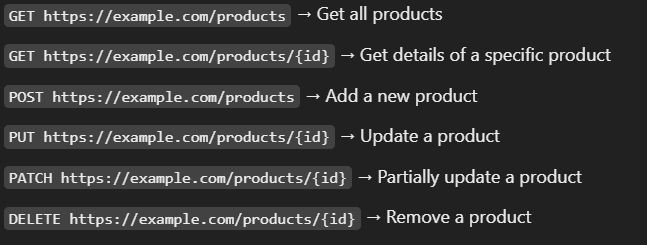 GET https://example.com/products → Get all products
GET https://example.com/products/{id} → Get details of a specific product
POST https://example.com/products → Add a new product
PUT https://example.com/products/{id} → Update a product
PATCH https://example.com/products/{id} → Partially update a product
DELETE https://example.com/products/{id} → Remove a product